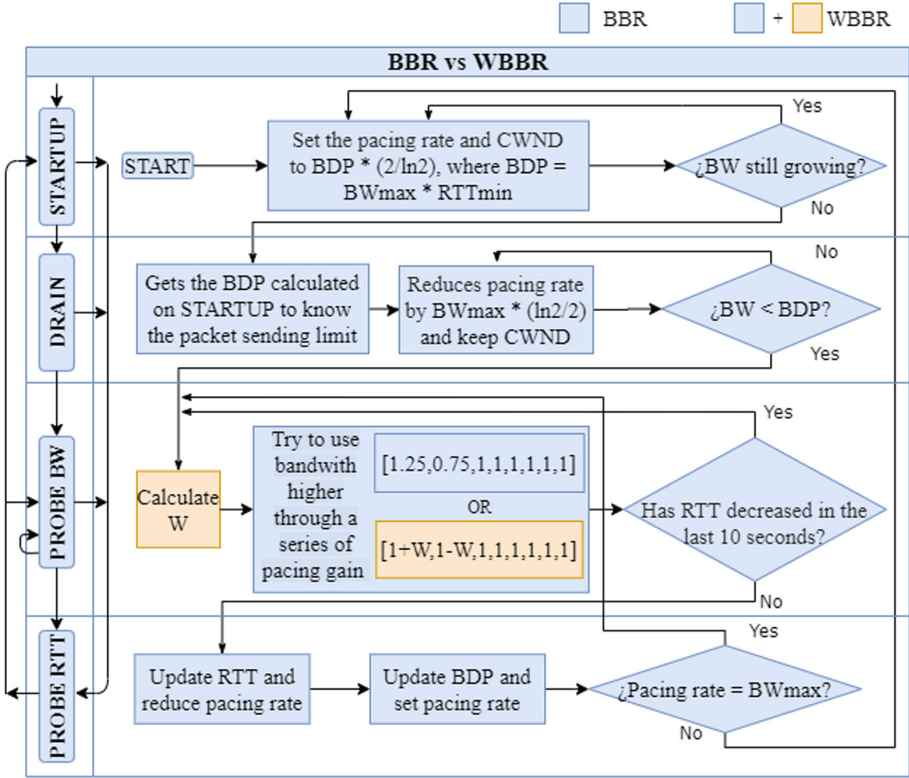 BBR
+
WBBR
BBR vs WBBR
STARTUP
START
Set the pacing rate and CWND
to BDP * (2/ln2), where BDP =
BWmax * RTTmin
Yes
¿BW still growing?
No
DRAIN
Gets the BDP calculated
on STARTUP to know
the packet sending limit
Reduces pacing rate
by BWmax * (ln2/2)
and keep CWND
No
¿BW < BDP?
Yes
PROBE BW
Calculate
W
Try to use
bandwith
higher
through a
series of
pacing gain
[1.25,0.75,1,1,1,1,1,1]
OR
[1+W,1-W,1,1,1,1,1,1]
Yes
Has RTT decreased in the
last 10 seconds?
No
PROBE RTT
Update RTT and
reduce pacing rate
Update BDP and
set pacing rate
Yes
¿Pacing rate = BWmax?
No